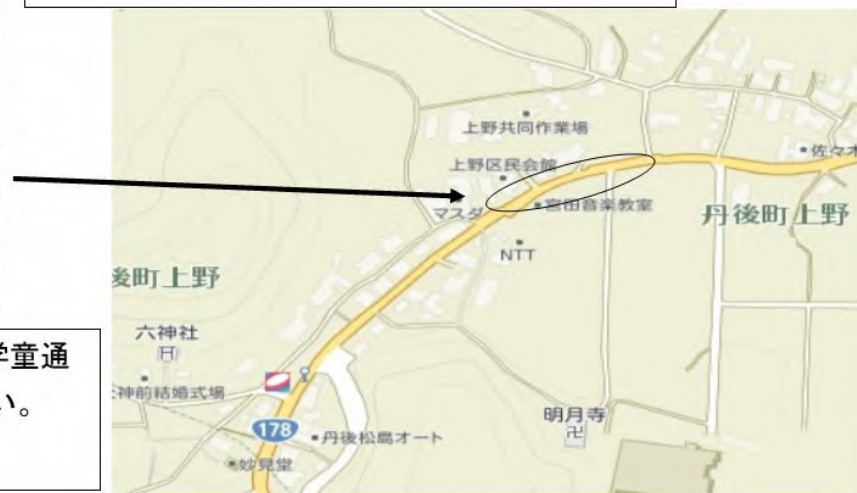 上野共同作業場
上野区民会館
佐々木
マスダ
宮田音楽教室
丹後町上野
NTT
後町上野
六神社
学童通
い。
神前結婚式場
178
丹後松島オート
明月寺
妙見堂